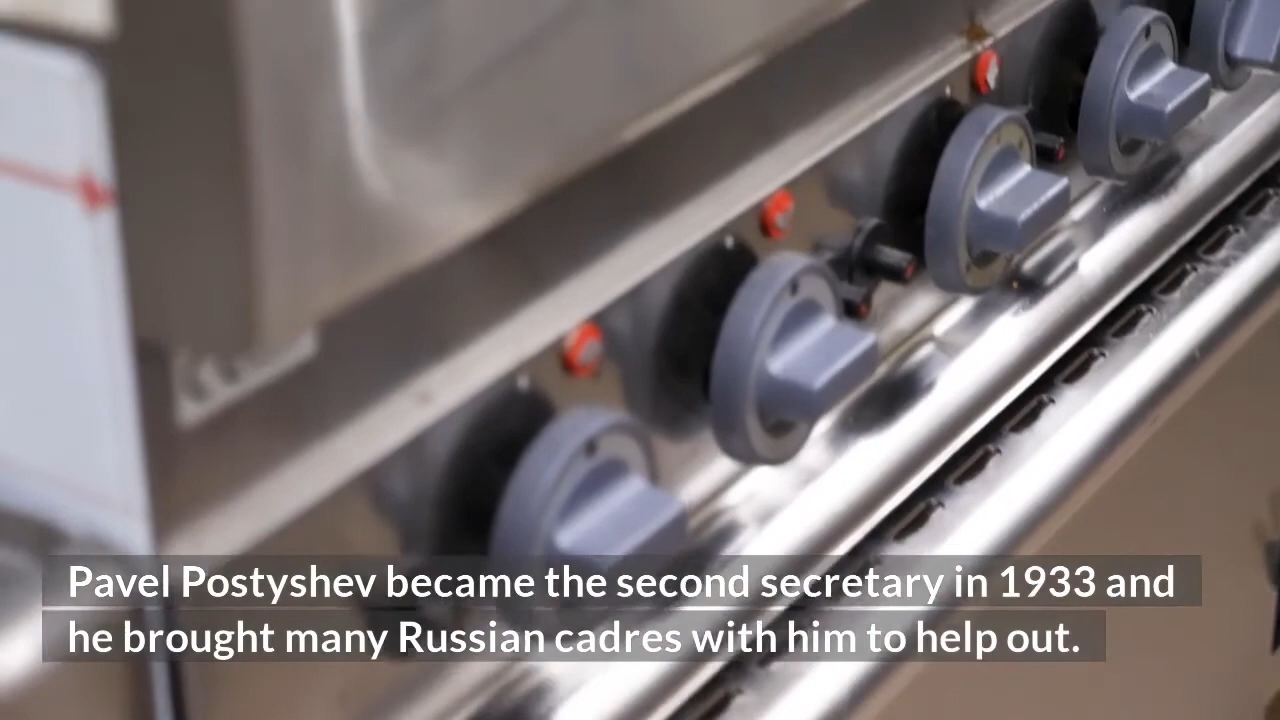 Pavel Postyshev became the second secretary in 1933 and
he brought many Russian cadres with him to help out.